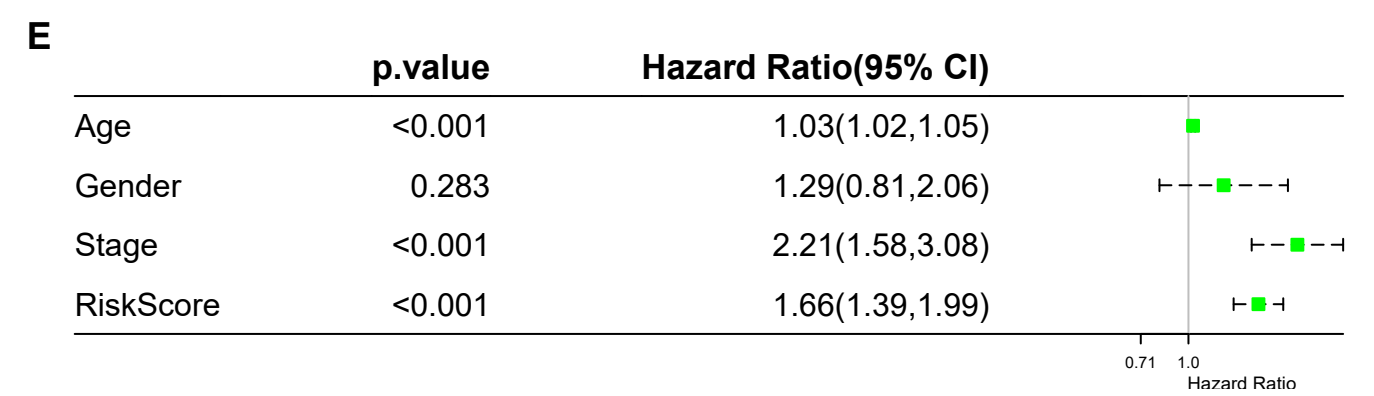 E
p.value Hazard Ratio(95% CI)
Age <0.001 1.03(1.02,1.05)
Gender 0.283 1.29(0.81,2.06)
Stage <0.001 2.21(1.58,3.08)
RiskScore <0.001 1.66(1.39,1.99)
0.71 1.0
Hazard Ratio